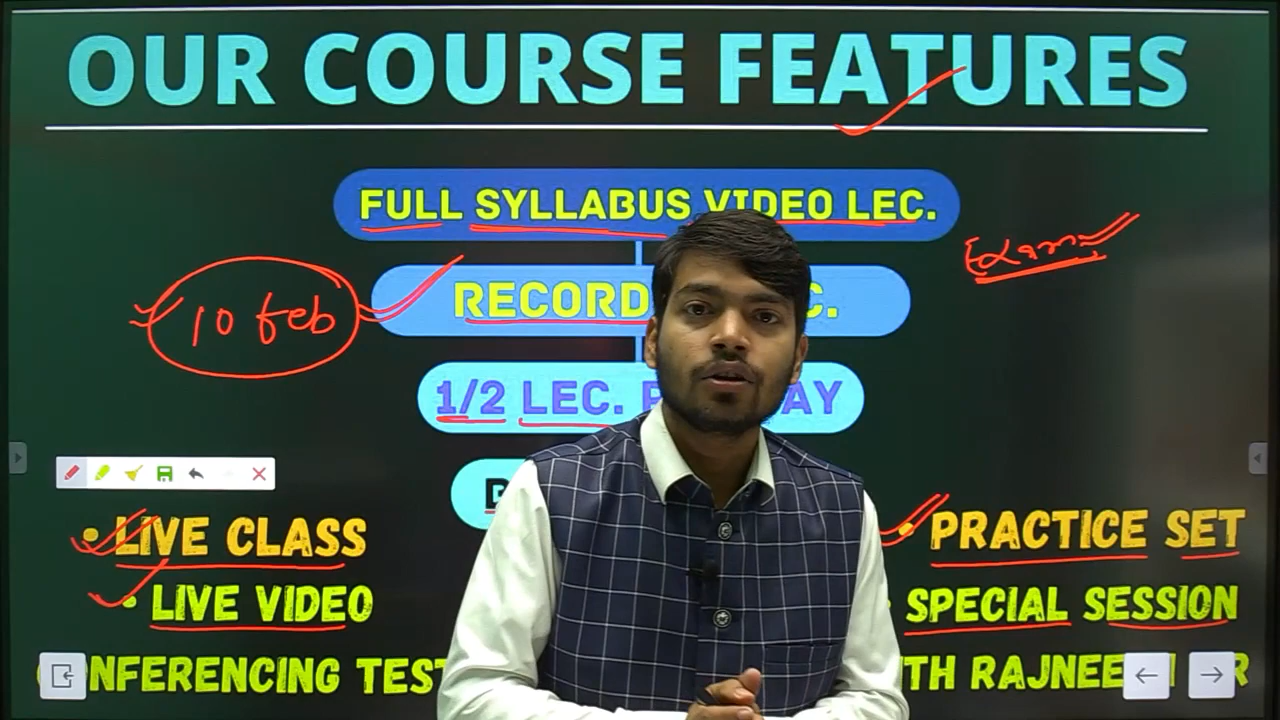 OUR COURSE FEATURES
FULL SYLLABUS VIDEO LEC.
Exam
10 feb
RECORD
1/2 LEC. AY
LIVE CLASS
PRACTICE SET
LIVE VIDEO
SPECIAL SESSION
NFERENCING TEST
TH RAJNEE